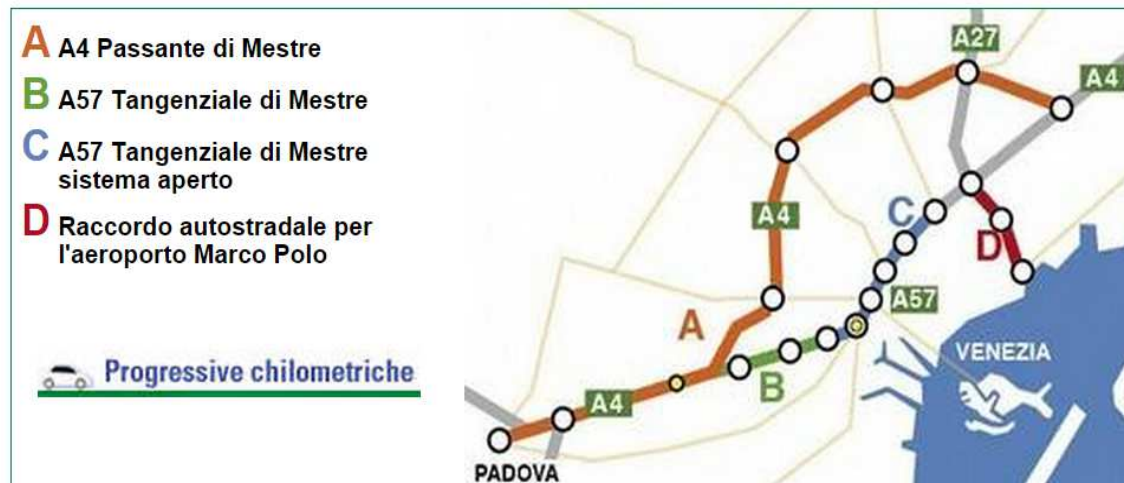 A A4 Passante di Mestre
B A57 Tangenziale di Mestre
C A57 Tangenziale di Mestre
sistema aperto
D Raccordo autostradale per
l'aeroporto Marco Polo
Progressive chilometriche
A27
A4
A4
C
D
A57
A
VENEZIA
B
A4
PADOVA